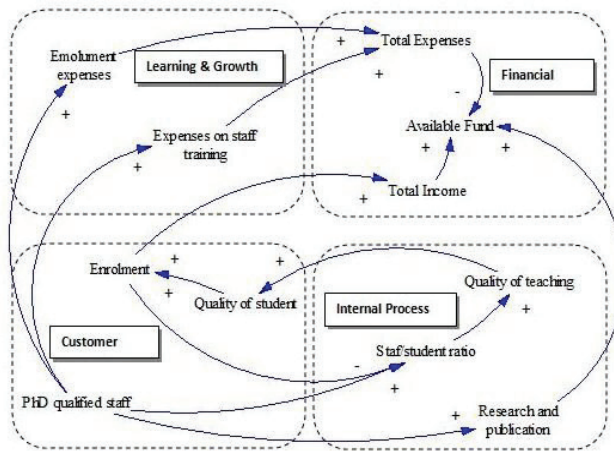 Emolument
expenses
Learning & Growth
Total Expenses
Financial
+
+
+
-
Expenses on staff
training
Available Fund
+
+
+
Total Income
+
Enrolment
+
+
+
Quality of student
Internal Process
Quality of teaching
+
Customer
Staf/student ratio
-
+
PhD qualified staff
+
Research and
publication